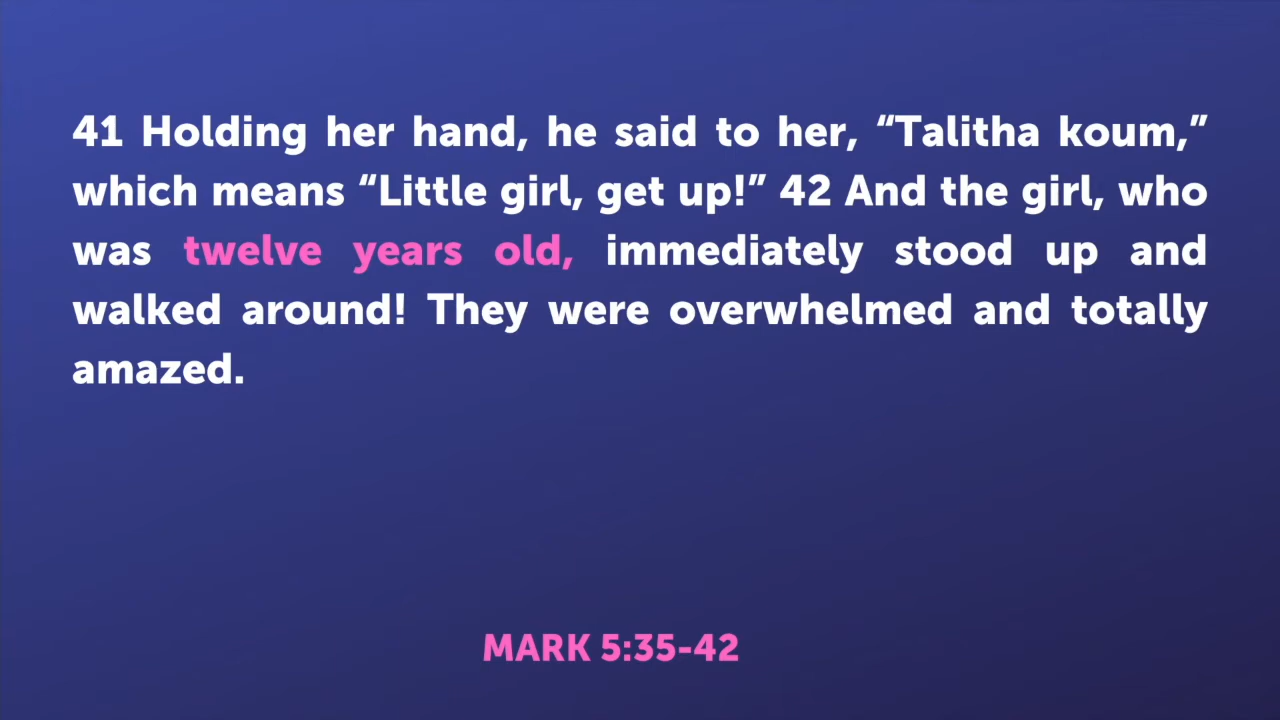 41 Holding her hand, he said to her, “Talitha koum,”
which means “Little girl, get up!” 42 And the girl, who
was twelve years old, immediately stood up and
walked around! They were overwhelmed and totally
amazed.
MARK 5:35-42